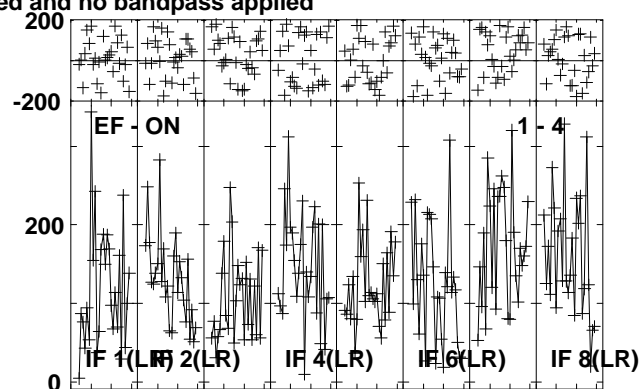 ed and no bandpass applied
200
-200
EF - ON 1 - 4
200
IF 1(LR) IF 2(LR) IF 4(LR) IF 6(LR) IF 8(LR)
0